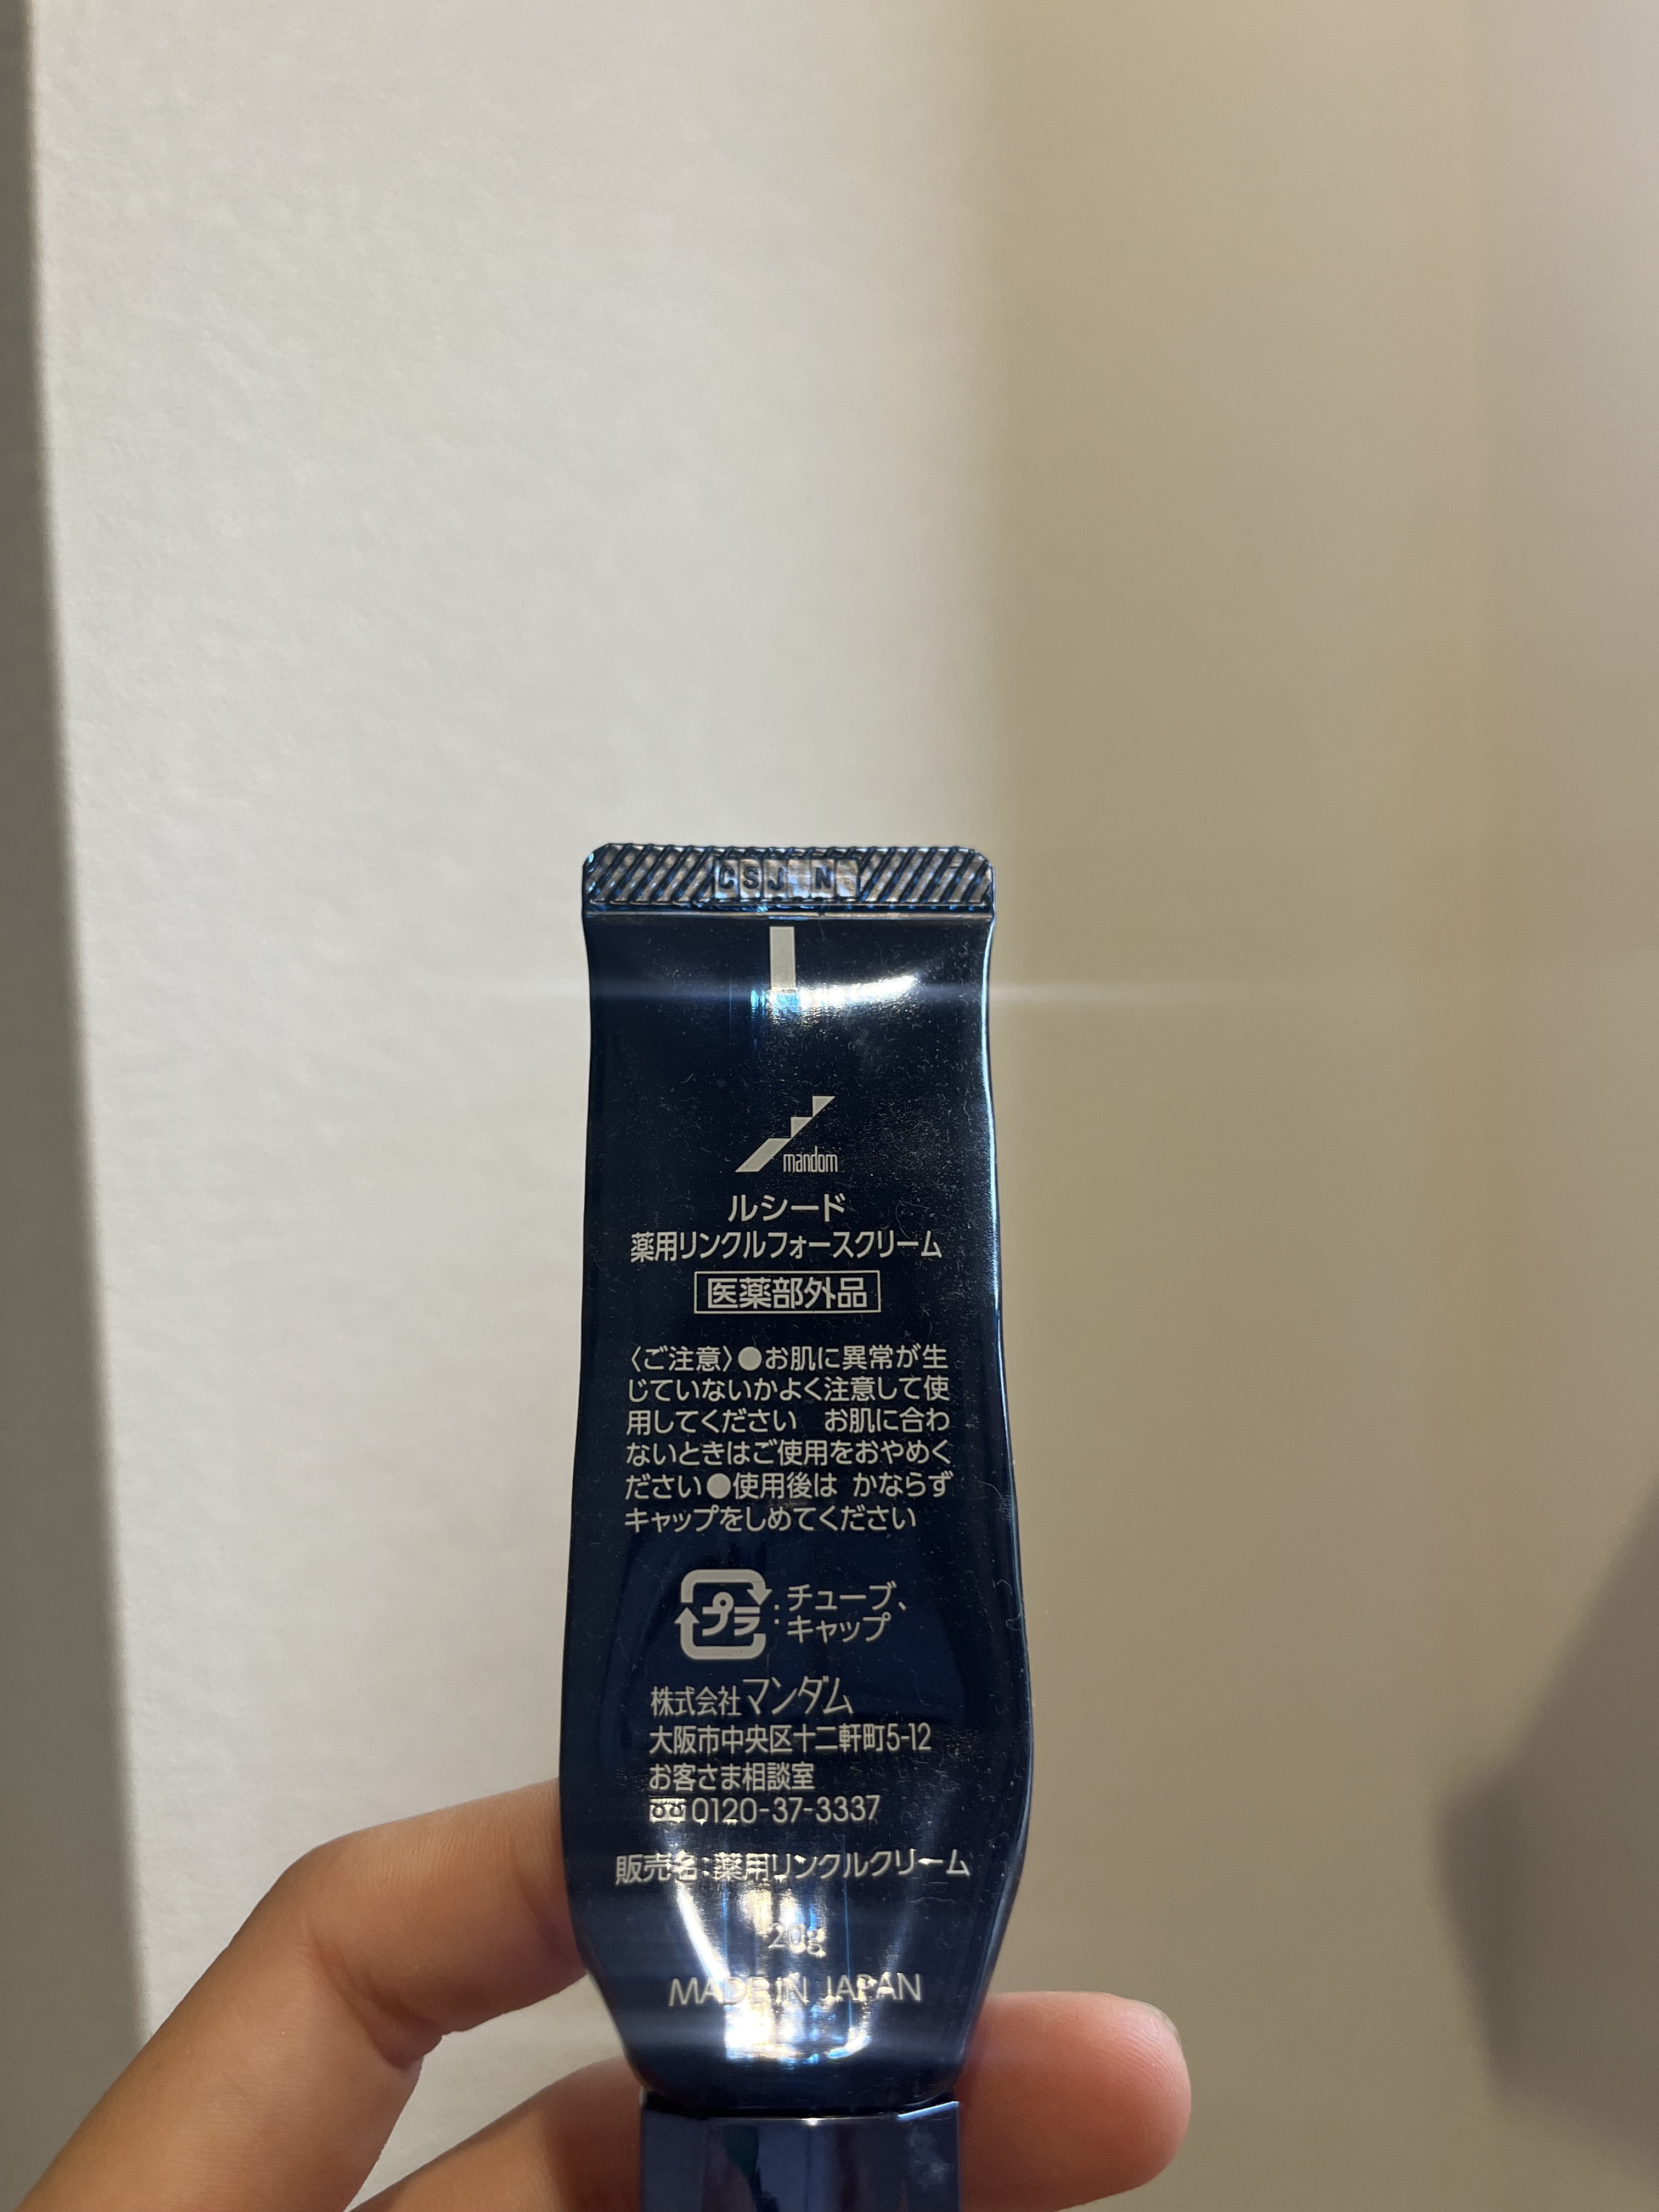 CSJ N
mandom
ルシード
薬用リンクルフォースクリーム
医薬部外品
〈ご注意〉●お肌に異常が生
じていないかよく注意して使
用してください　お肌に合わ
ないときはご使用をおやめく
ださい●使用後は かならず
キャップをしめてください
プラ:チューブ、
キャップ
株式会社マンダム
大阪市中央区十二軒町5-12
お客さま相談室
0120-37-3337
販売名:薬用リンクルクリーム
20g
MADE IN JAPAN